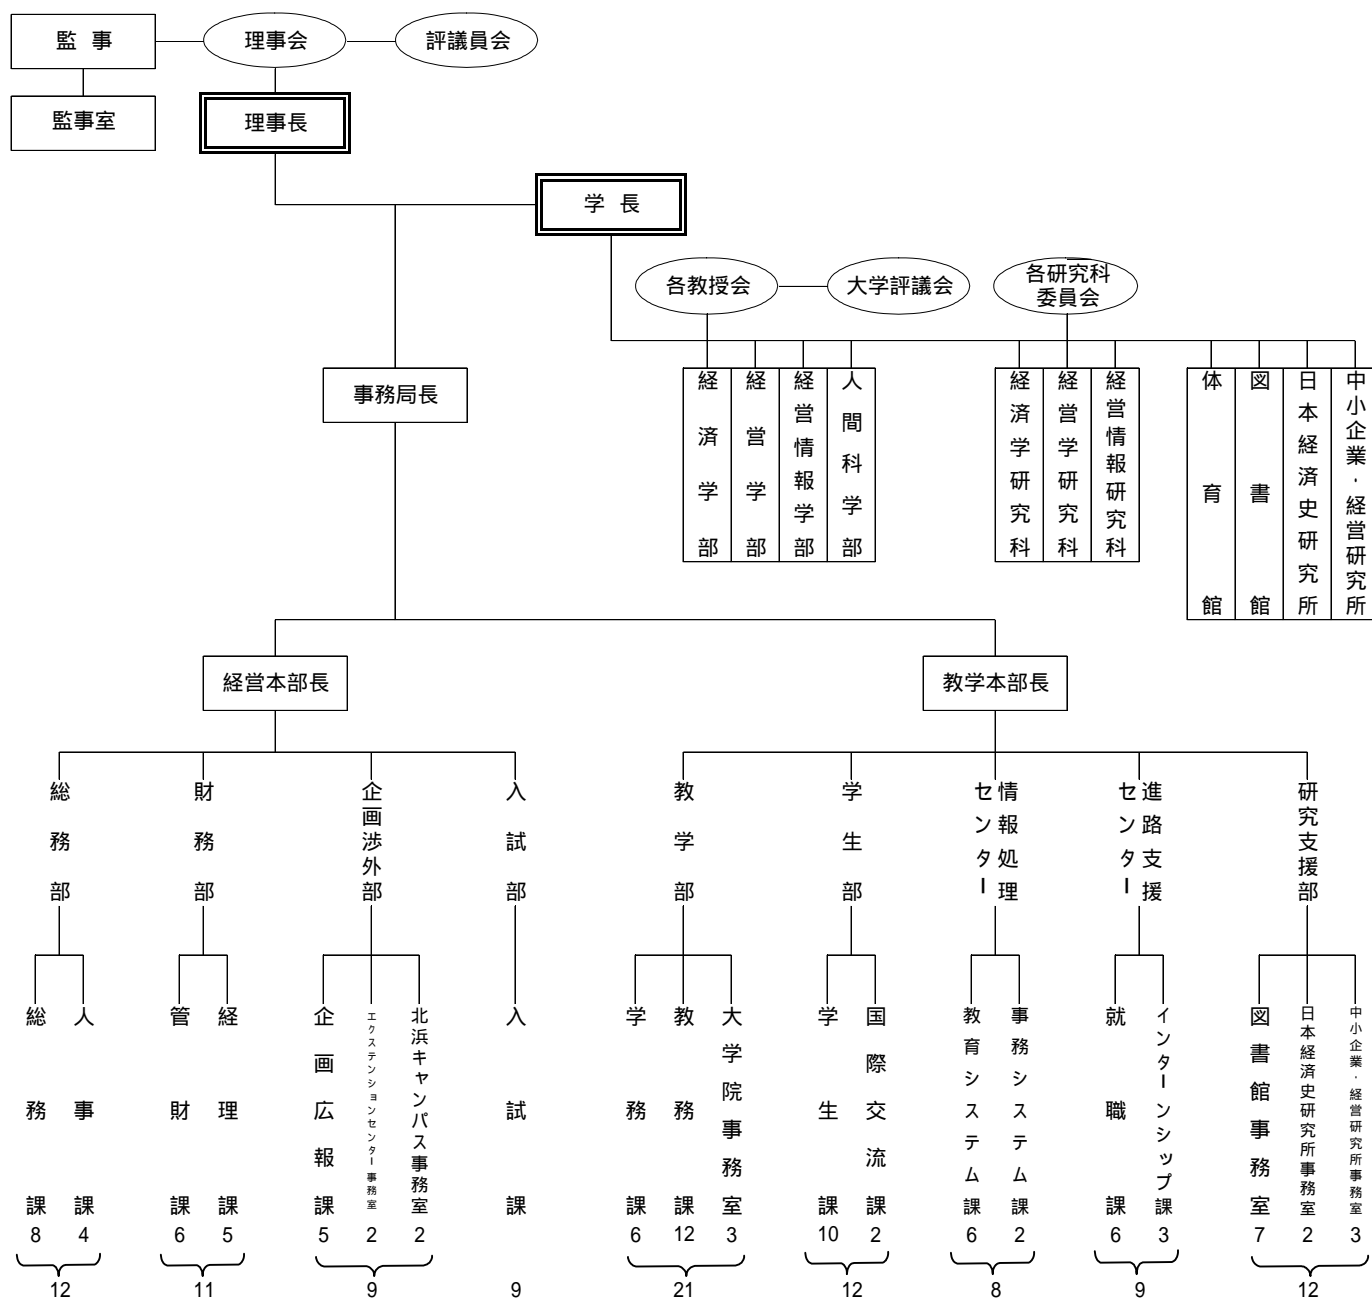 監 事
理事会
評議員会
監事室
理事長
学 長
各教授会
大学評議会
各研究科
委員会
事務局長
経済学部
経営学部
経営情報学部
人間科学部
経済学研究科
経営学研究科
経営情報研究科
体育館
図書館
日本経済史研究所
中小企業・経営研究所
経営本部長
教学本部長
総務部
財務部
企画渉外部
入試部
教学部
学生部
情報処理
センター
進路支援
センター
研究支援部
総務課
人事課
管財課
経理課
企画広報課
エクステンションセンター事務室
北浜キャンパス事務室
入試課
学務課
教務課
大学院事務室
学生課
国際交流課
教育システム課
事務システム課
就職課
インターンシップ課
図書館事務室
日本経済史研究所事務室
中小企業・経営研究所事務室
8 4 6 5 5 2 2 6 12 3 10 2 6 2 6 3 7 2 3
12 11 9 9 21 12 8 9 12